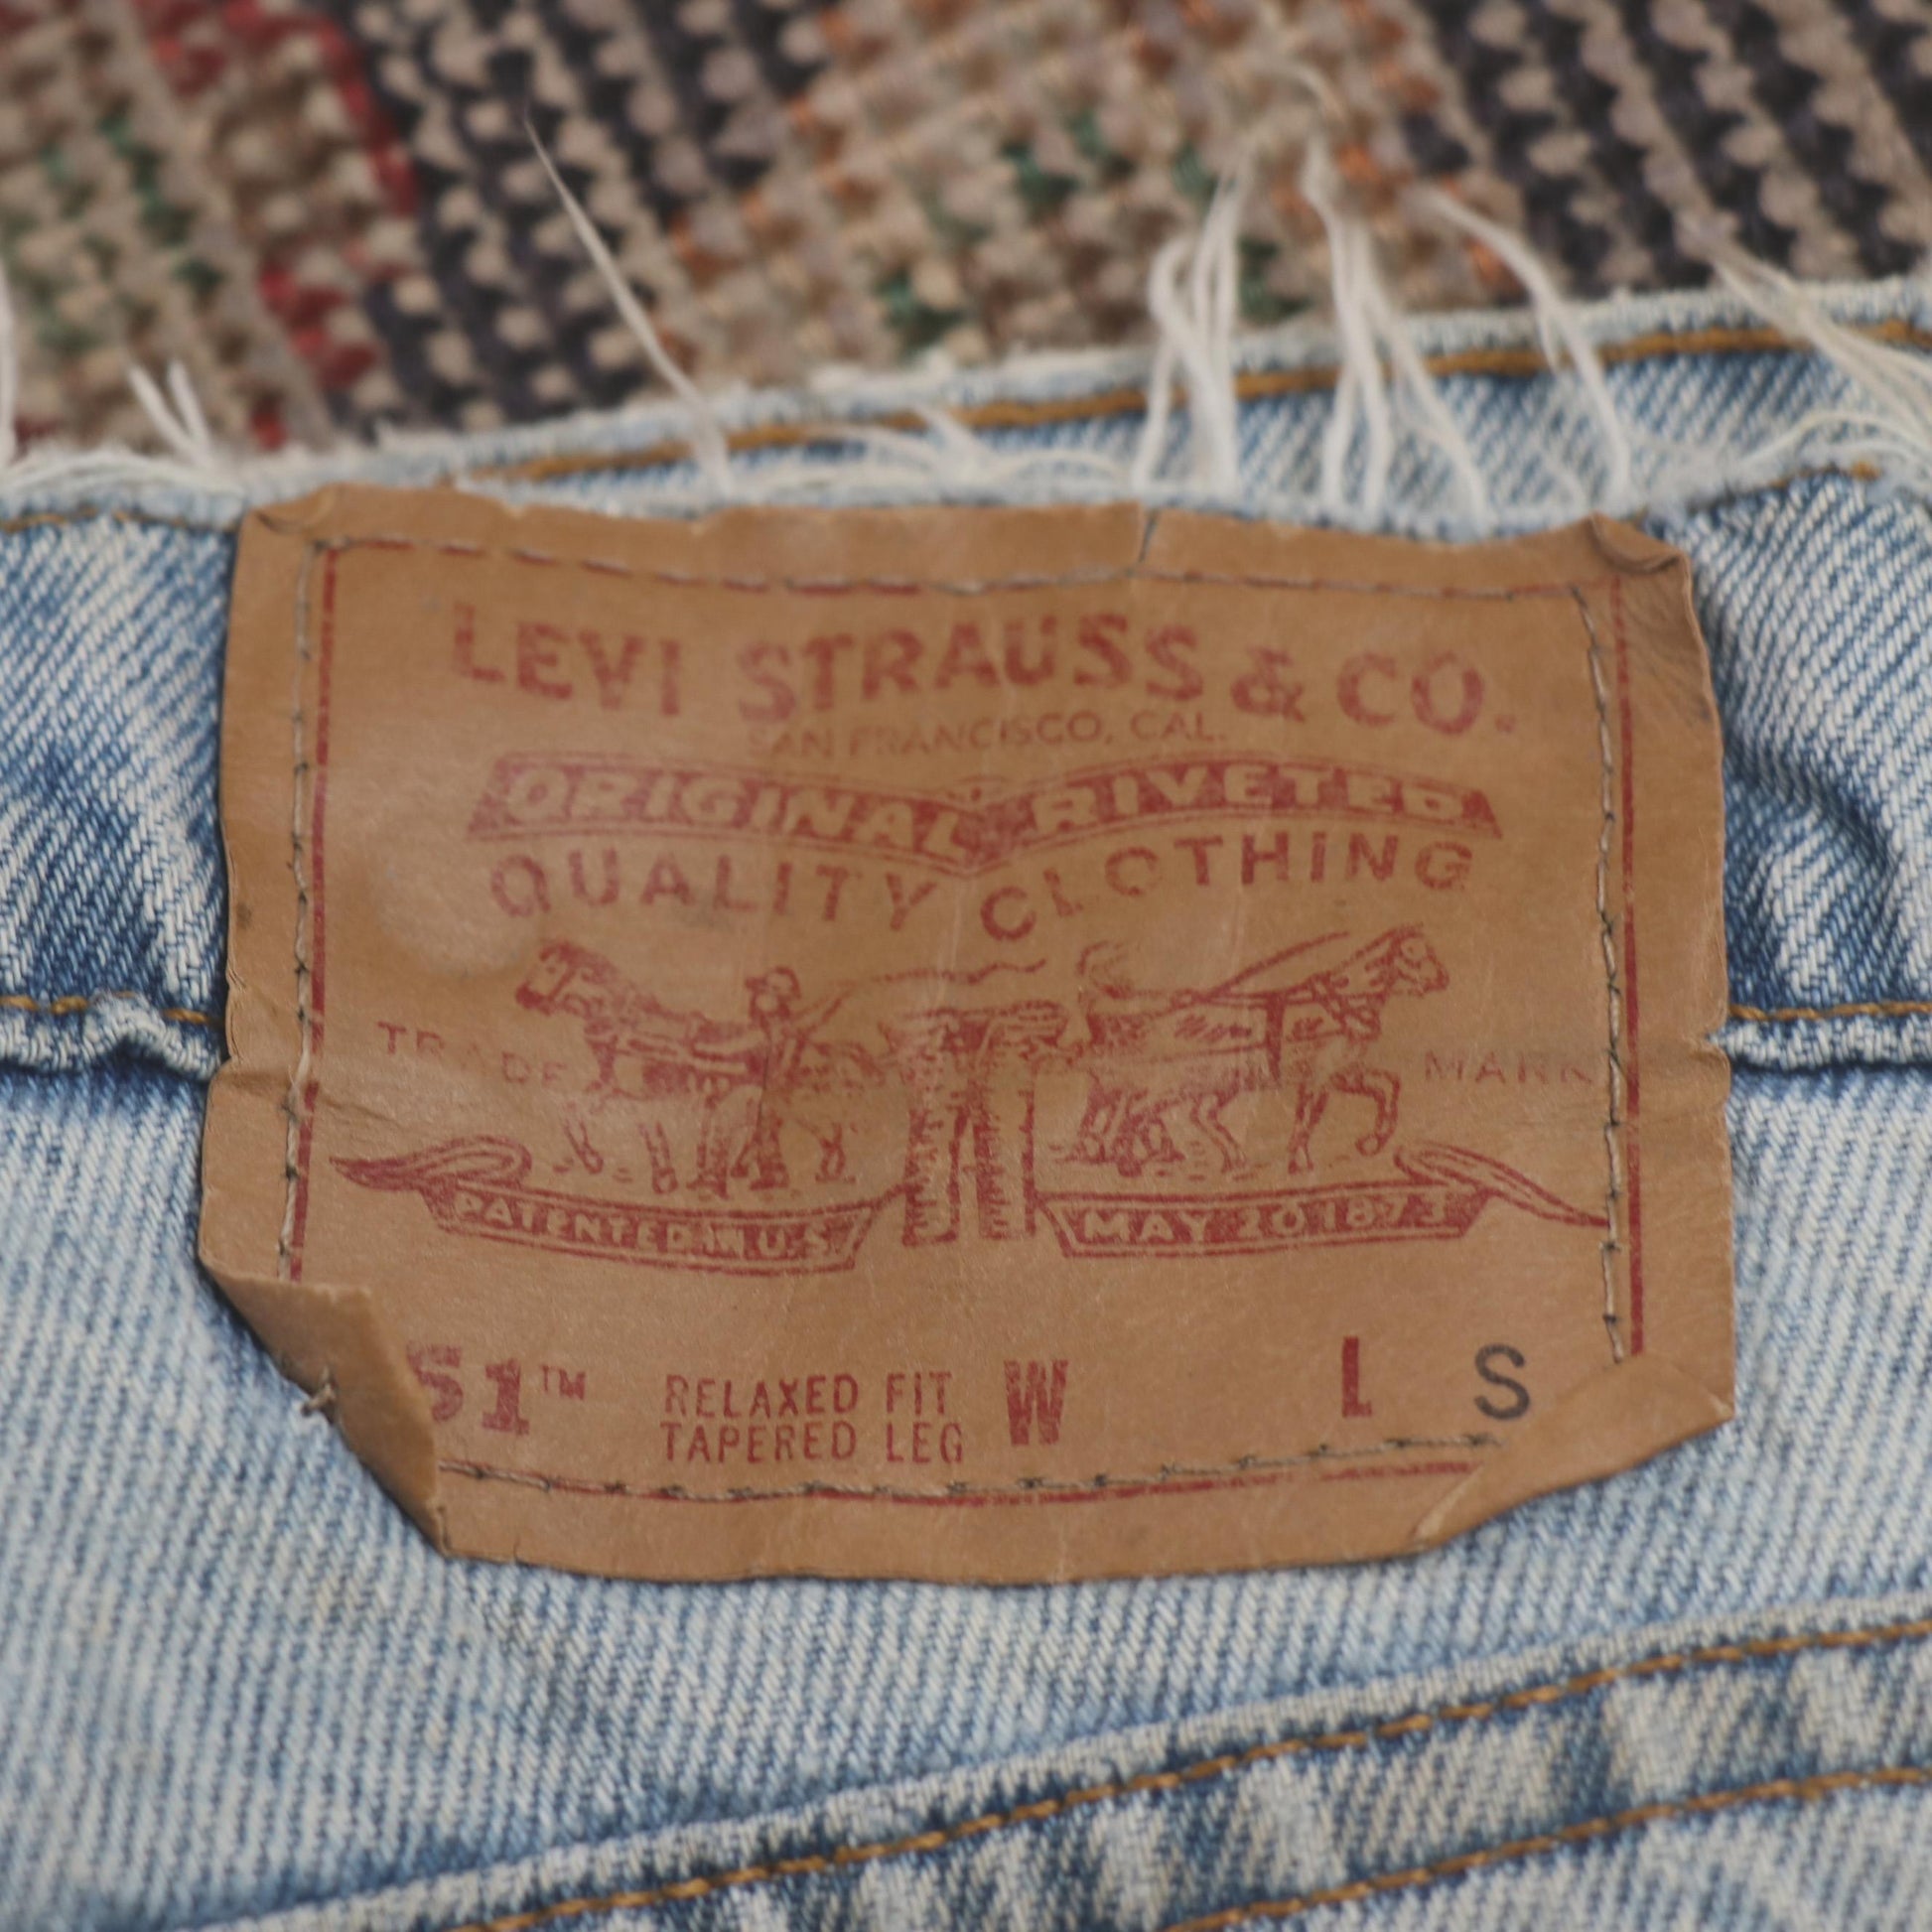 LEVI STRAUSS & CO.
SAN FRANCISCO, CAL.
ORIGINAL RIVETED
QUALITY CLOTHING
TRADE MARK
PATENTED IN U.S. MAY 20 1873
51™ RELAXED FIT W L S
TAPERED LEG